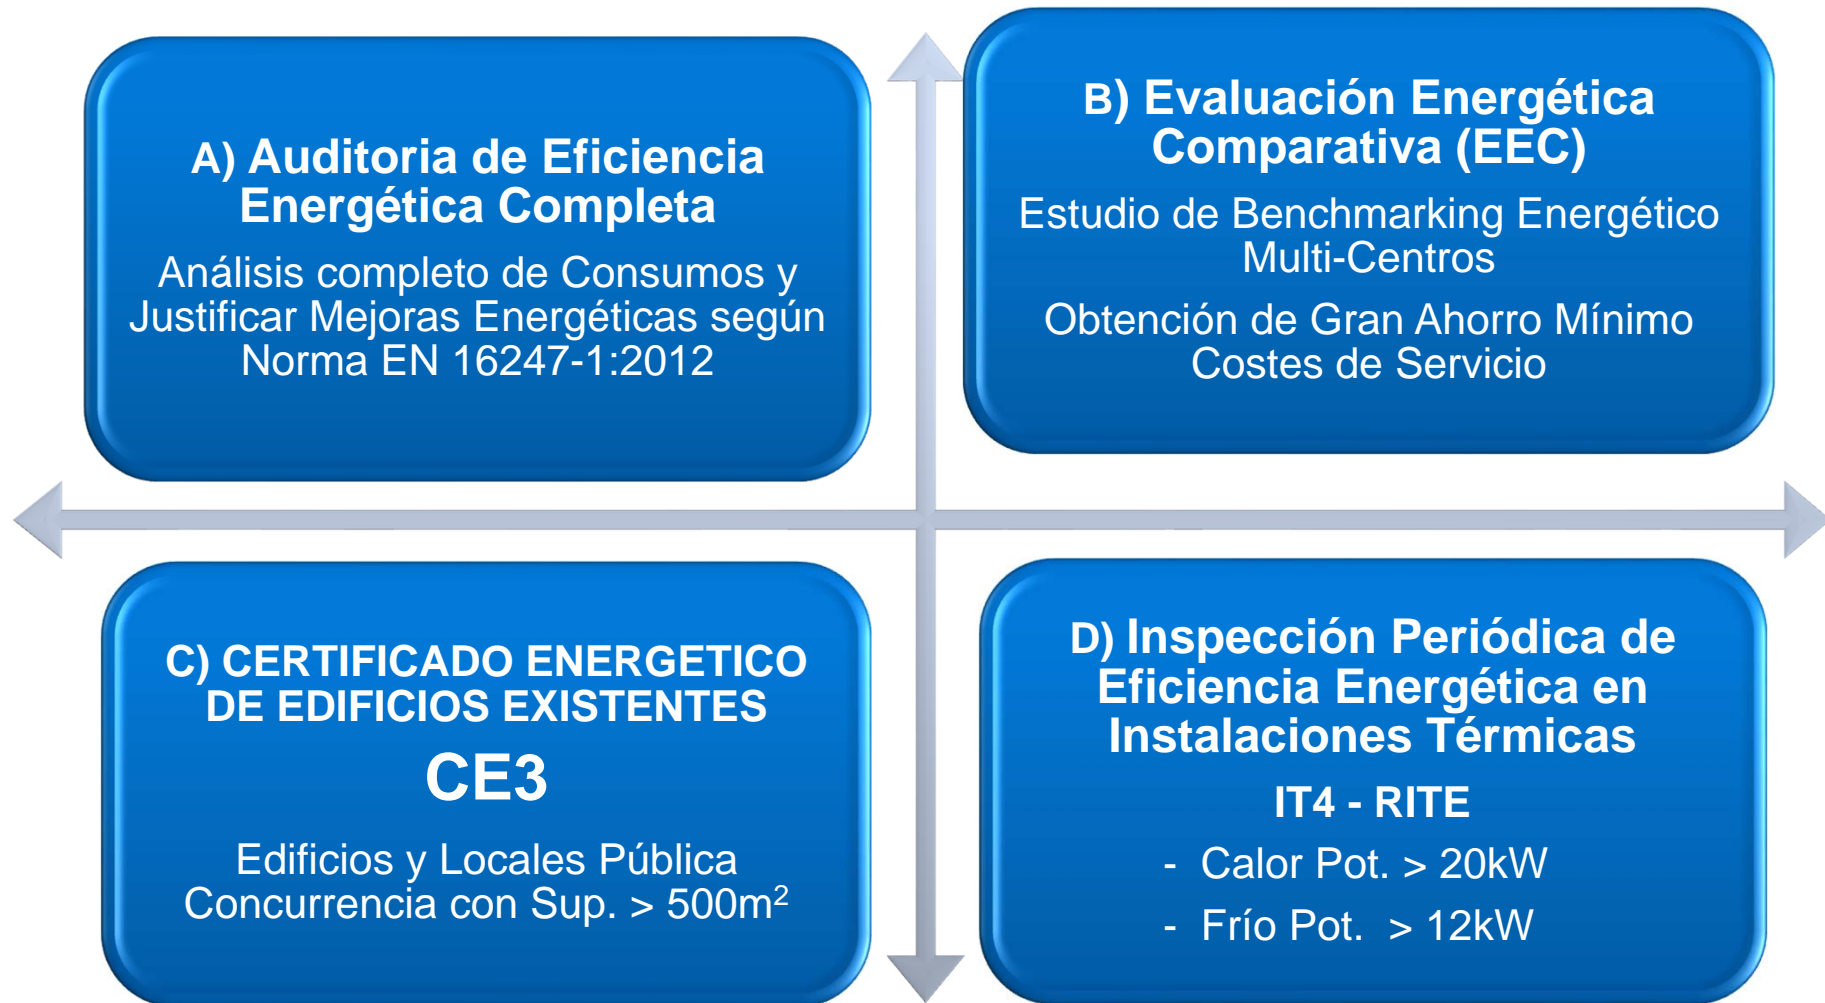 A) Auditoria de Eficiencia
Energética Completa
Análisis completo de Consumos y
Justificar Mejoras Energéticas según
Norma EN 16247-1:2012
B) Evaluación Energética
Comparativa (EEC)
Estudio de Benchmarking Energético
Multi-Centros
Obtención de Gran Ahorro Mínimo
Costes de Servicio
C) CERTIFICADO ENERGETICO
DE EDIFICIOS EXISTENTES
CE3
Edificios y Locales Pública
Concurrencia con Sup. > 500m²
D) Inspección Periódica de
Eficiencia Energética en
Instalaciones Térmicas
IT4 - RITE
- Calor Pot. > 20kW
- Frío Pot. > 12kW